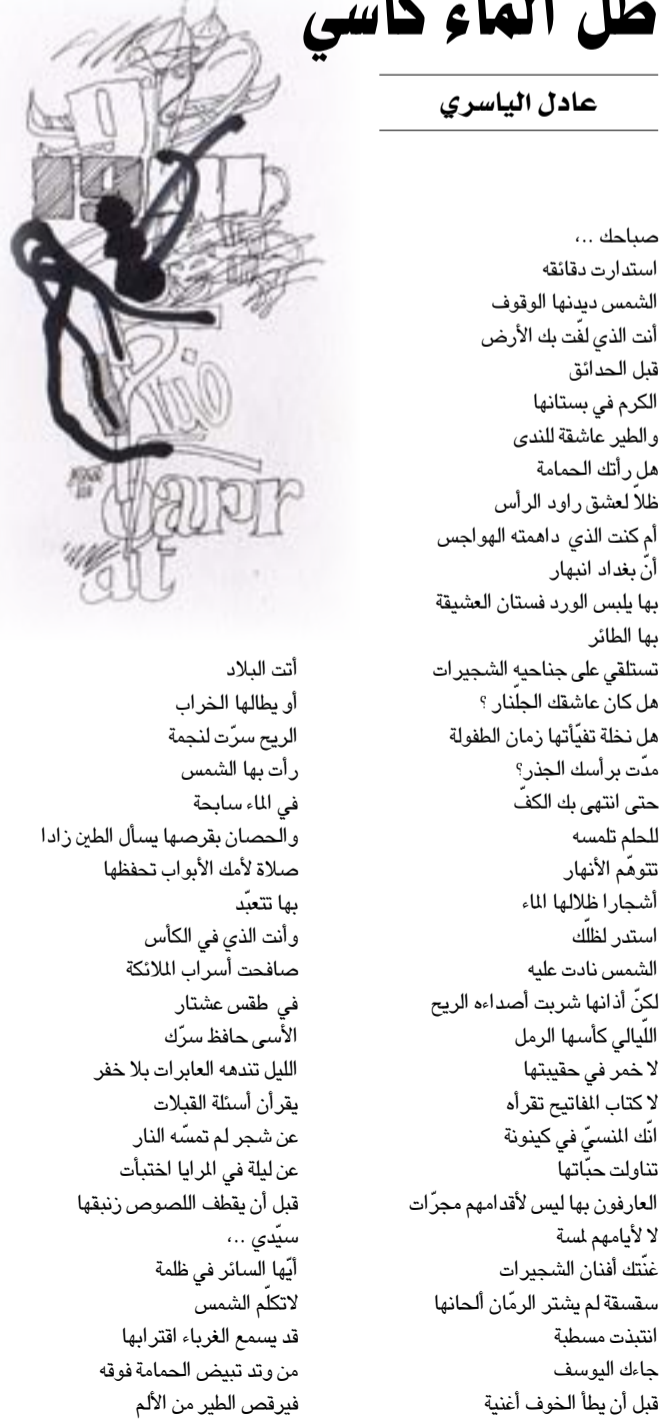 ظل الماء كأسي
عادل الياسري
صباحك ..،
استدارت دقائقه
الشمس ديدنها الوقوف
أنت الذي لفّت بك الأرض
قبل الحدائق
الكرم في بستانها
والطير عاشقة للندى
هل رأتك الحمامة
ظلاً لعشق راود الرأس
أم كنت الذي داهمته الهواجس
أنّ بغداد انبهار
بها يلبس الورد فستان العشيقة
بها الطائر
تستلقي على جناحيه الشجيرات
هل كان عاشقك الجلّنار ؟
هل نخلة تفيّأتها زمان الطفولة
مدّت برأسك الجذر؟
حتى انتهى بك الكفّ
للحلم تلمسه
تتوهّم الأنهار
أشجارا ظلالها الماء
استدر لظلّك
الشمس نادت عليه
لكنّ أذانها شربت أصداءه الريح
اللّيالي كأسها الرمل
لا خمر في حقيبتها
لا كتاب المفاتيح تقرأه
انّك المنسيّ في كينونة
تناولت حبّاتها
العارفون بها ليس لأقدامهم مجرّات
لا لأيامهم لمسة
غنّتك أفنان الشجيرات
سقسقة لم يشتر الرمّان ألحانها
انتبذت مسطبة
جاءك اليوسف
قبل أن يطأ الخوف أغنية
أتت البلاد
أو يطالها الخراب
الريح سرّت لنجمة
رأت بها الشمس
في الماء سابحة
والحصان بقرصها يسأل الطين زادا
صلاة لأمك الأبواب تحفظها
بها تتعبّد
وأنت الذي في الكأس
صافحت أسراب الملائكة
في طقس عشتار
الأسى حافظ سرّك
الليل تندهه العابرات بلا خفر
يقرأن أسئلة القبلات
عن شجر لم تمسّه النار
عن ليلة في المرايا اختبأت
قبل أن يقطف اللصوص زنبقها
سيّدي ..،
أيّها السائر في ظلمة
لاتكلّم الشمس
قد يسمع الغرباء اقترابها
من وتد تبيض الحمامة فوقه
فيرقص الطير من الألم